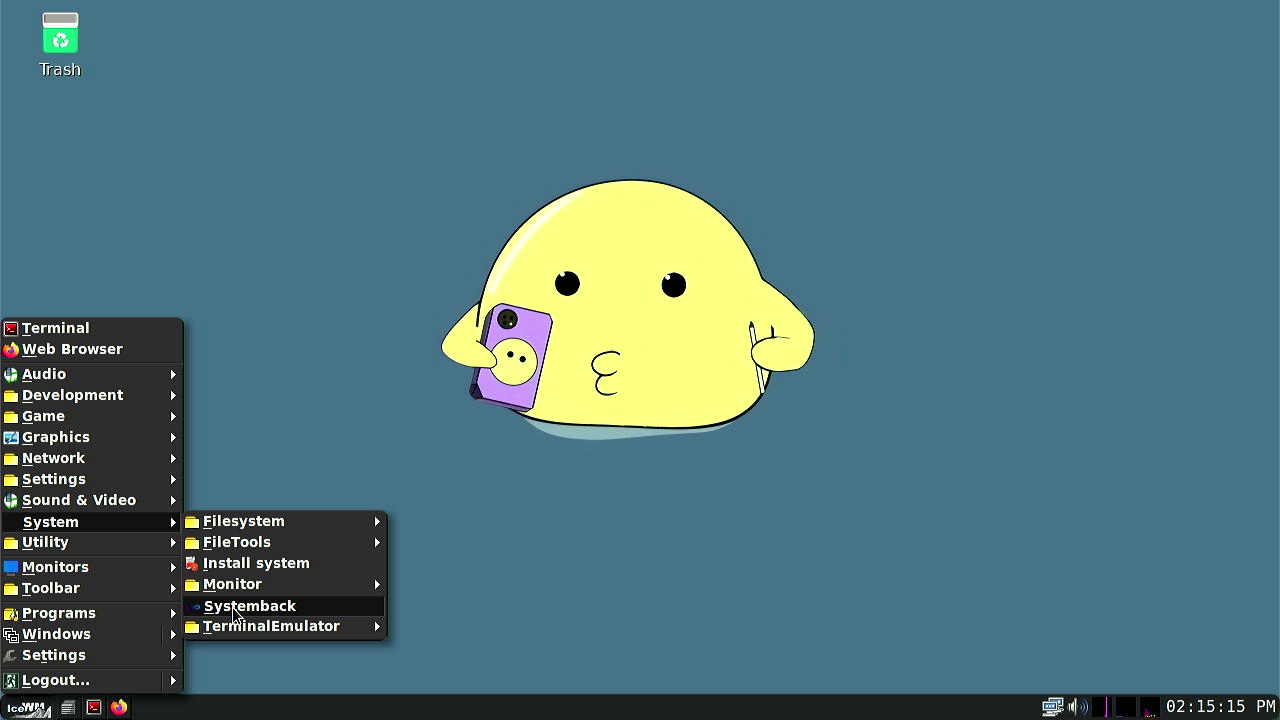 Trash
Terminal
Web Browser
Audio
Development
Game
Graphics
Network
Settings
Sound & Video
System
Utility
Monitors
Toolbar
Programs
Windows
Settings
Logout...
Filesystem
FileTools
Install system
Monitor
Systemback
TerminalEmulator
IceWM
02:15:15 PM